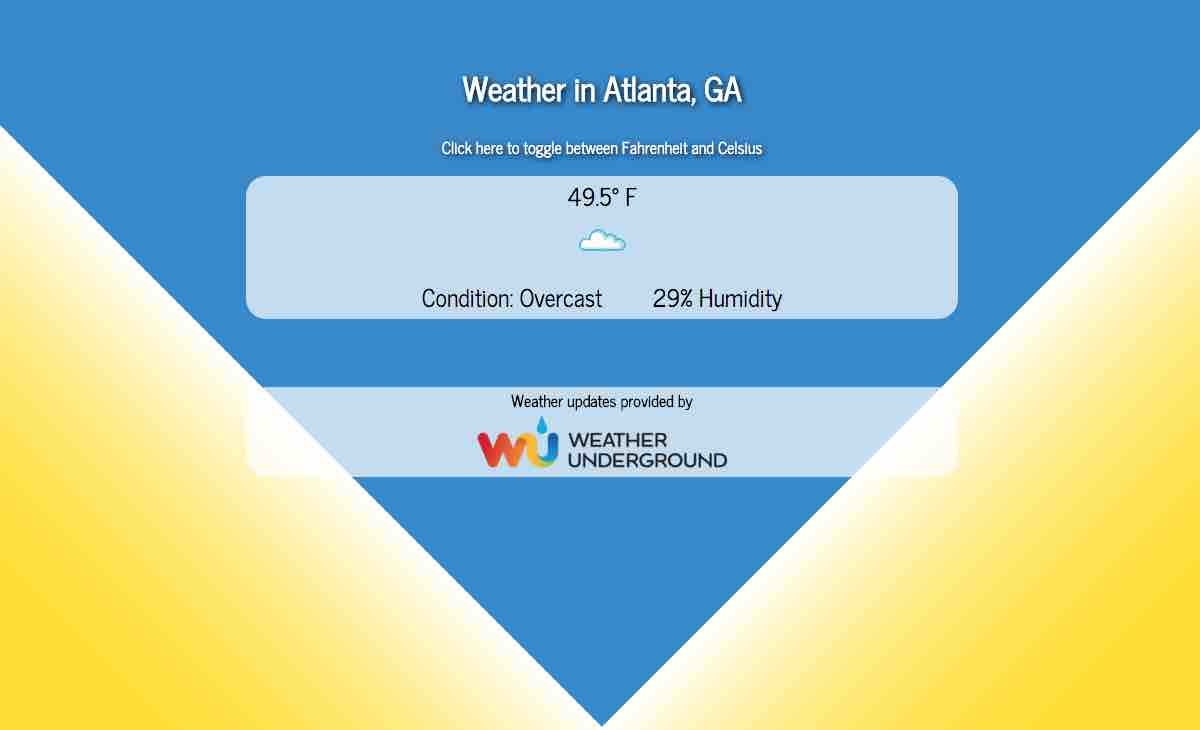 Weather in Atlanta, GA
Click here to toggle between Fahrenheit and Celsius
49.5° F
Condition: Overcast 29% Humidity
Weather updates provided by
WU WEATHER
UNDERGROUND